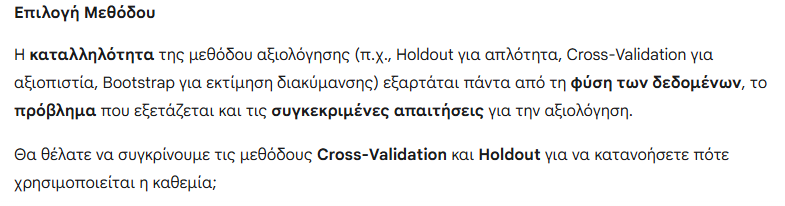 Επιλογή Μεθόδου
Η καταλληλότητα της μεθόδου αξιολόγησης (π.χ., Holdout για απλότητα, Cross-Validation για
αξιοπιστία, Bootstrap για εκτίμηση διακύμανσης) εξαρτάται πάντα από τη φύση των δεδομένων, το
πρόβλημα που εξετάζεται και τις συγκεκριμένες απαιτήσεις για την αξιολόγηση.
Θα θέλατε να συγκρίνουμε τις μεθόδους Cross-Validation και Holdout για να κατανοήσετε πότε
χρησιμοποιείται η καθεμία;